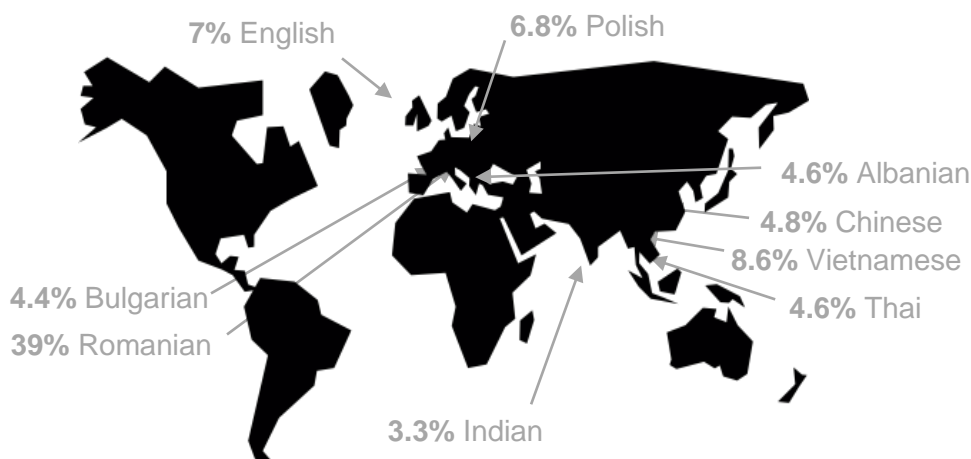 7% English
6.8% Polish
4.6% Albanian
4.8% Chinese
8.6% Vietnamese
4.4% Bulgarian
4.6% Thai
39% Romanian
3.3% Indian